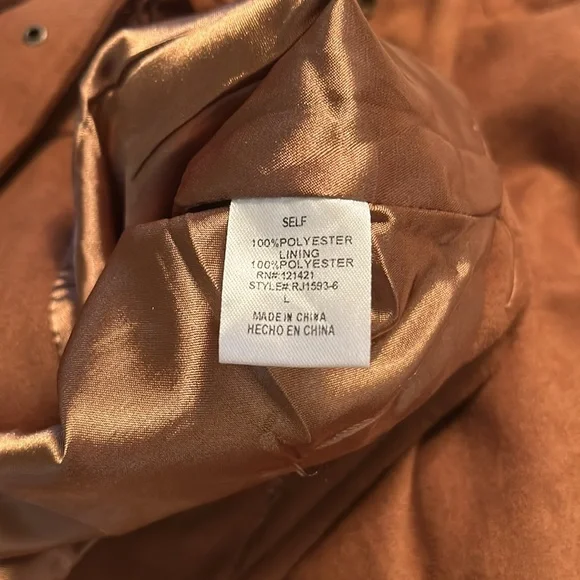 SELF
100%POLYESTER
LINING
100%POLYESTER
RN#:121421
STYLE#:RJ1593-6
L
MADE IN CHINA
HECHO EN CHINA